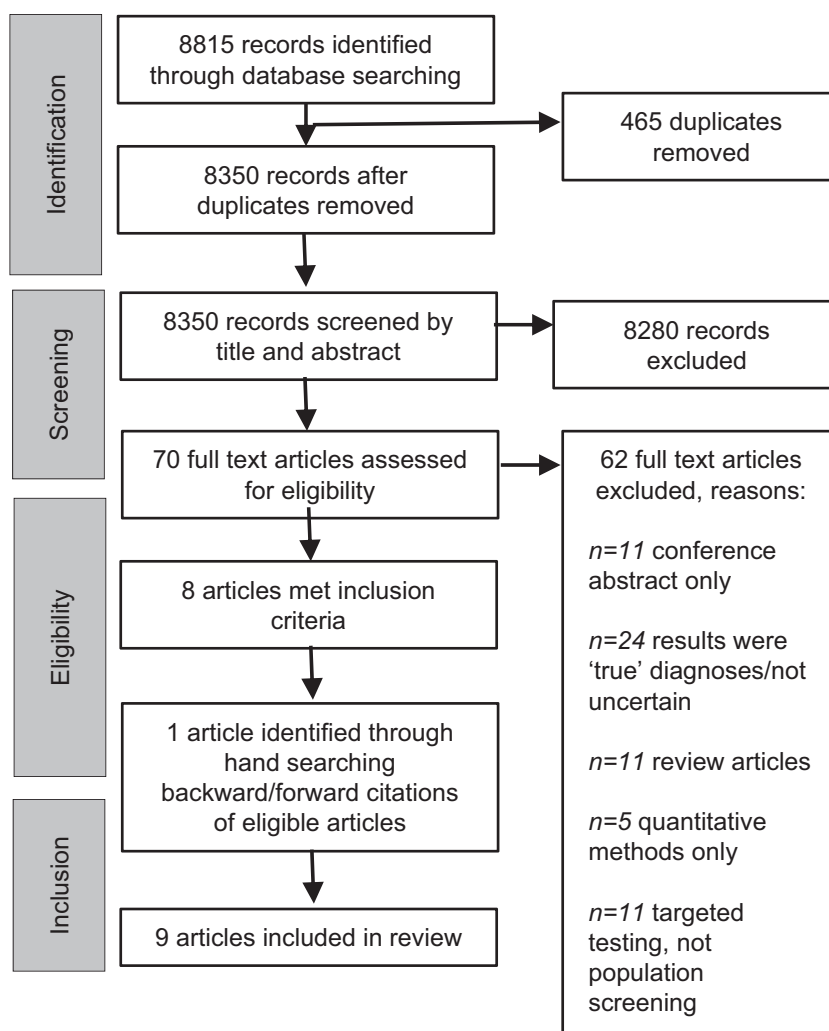 Identification
8815 records identified
through database searching
465 duplicates
removed
8350 records after
duplicates removed
Screening
8350 records screened by
title and abstract
8280 records
excluded
70 full text articles assessed
for eligibility
62 full text articles
excluded, reasons:
n=11 conference
abstract only
n=24 results were
‘true’ diagnoses/not
uncertain
n=11 review articles
n=5 quantitative
methods only
n=11 targeted
testing, not
population
screening
Eligibility
8 articles met inclusion
criteria
1 article identified through
hand searching
backward/forward citations
of eligible articles
Inclusion
9 articles included in review